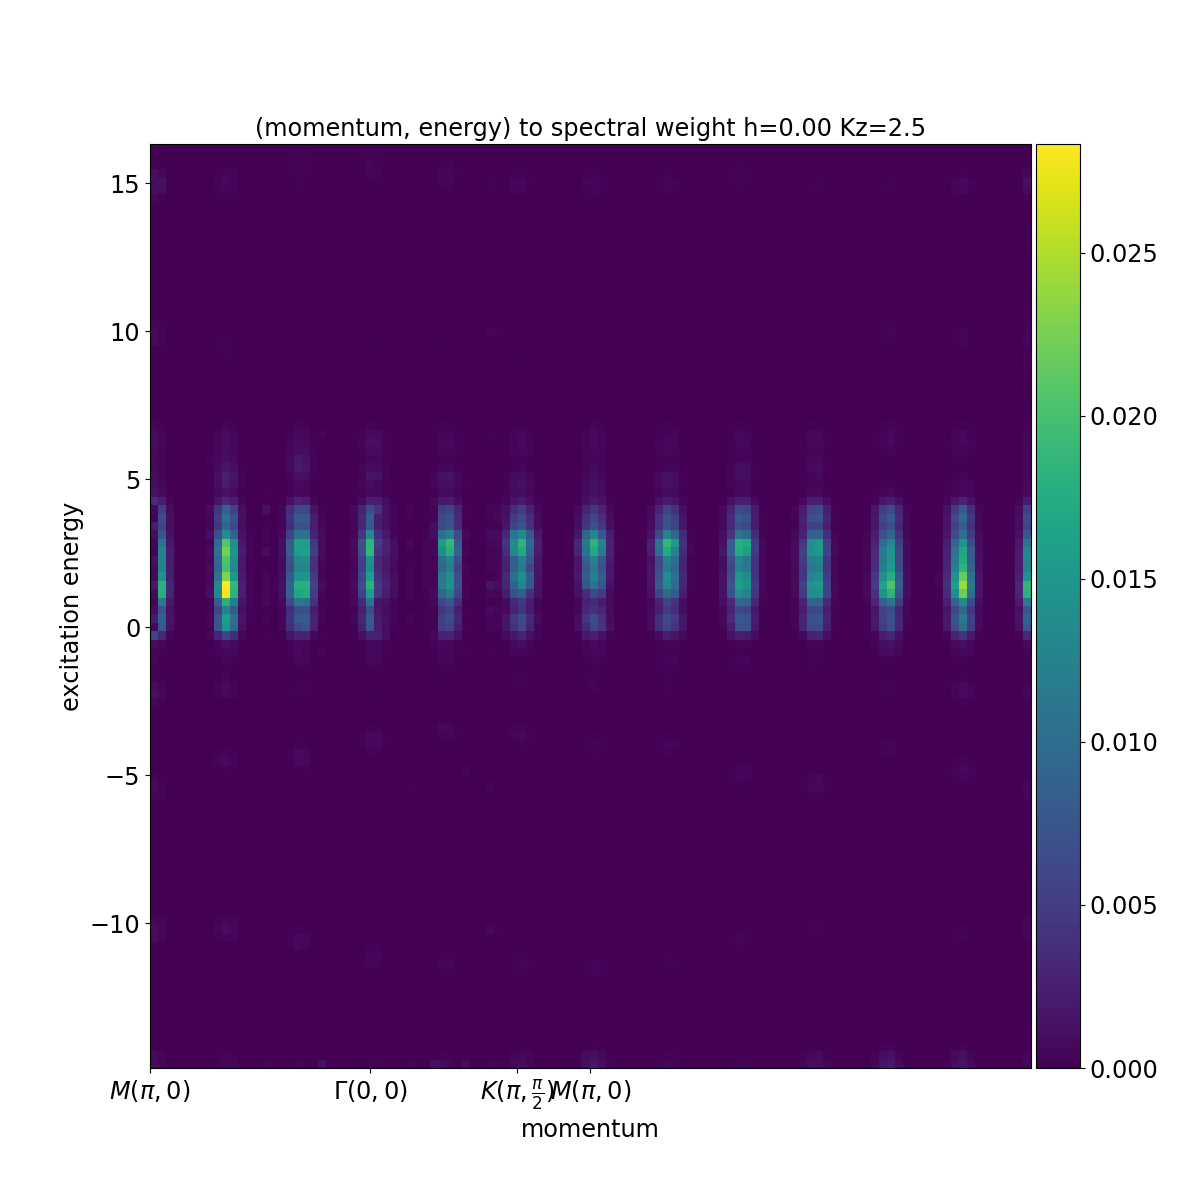 (momentum, energy) to spectral weight h=0.00 Kz=2.5
15
10
5
0
−5
−10
excitation energy
M(π, 0)
Γ(0, 0)
K(π, π/2)
M(π, 0)
momentum
0.025
0.020
0.015
0.010
0.005
0.000